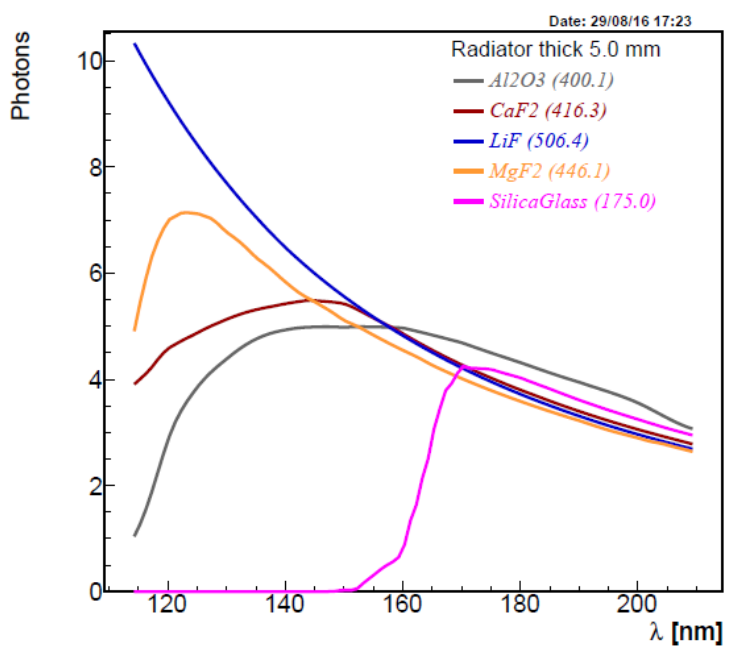 Date: 29/08/16 17:23
Photons
Radiator thick 5.0 mm
Al2O3 (400.1)
CaF2 (416.3)
LiF (506.4)
MgF2 (446.1)
SilicaGlass (175.0)
10
8
6
4
2
0
120 140 160 180 200
λ [nm]